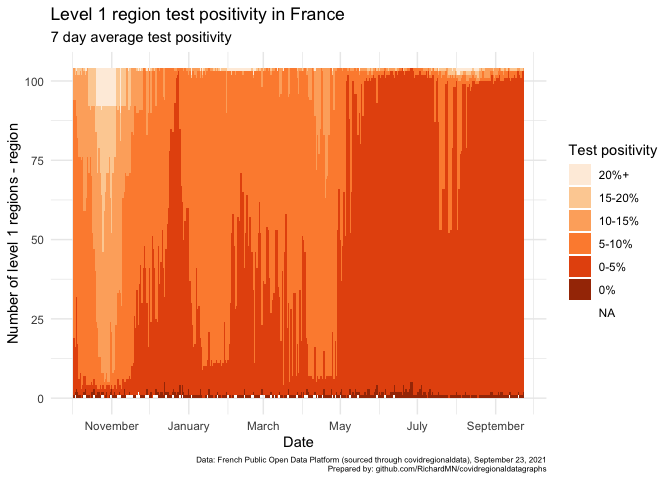 Level 1 region test positivity in France
7 day average test positivity
Number of level 1 regions - region
100
75
50
25
0
November
January
March
May
July
September
Date
Test positivity
20%+
15-20%
10-15%
5-10%
0-5%
0%
NA
Data: French Public Open Data Platform (sourced through covidregionaldata), September 23, 2021
Prepared by: github.com/RichardMN/covidregionaldatagraphs